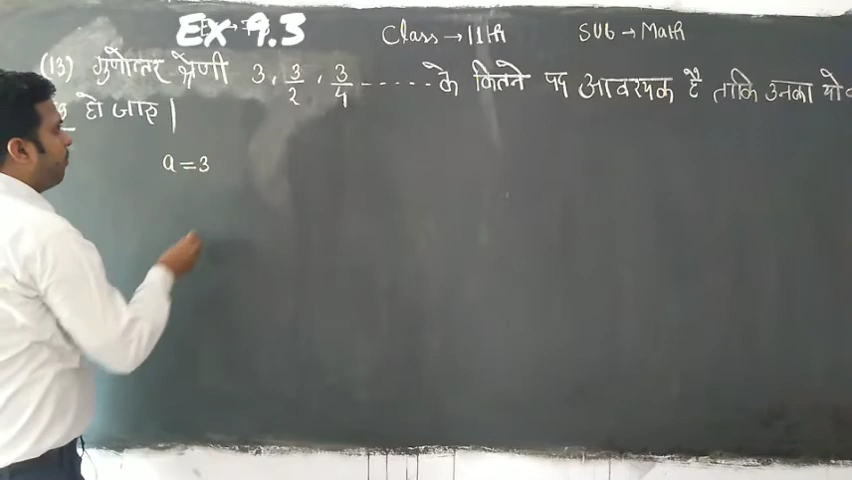 Ex 9.3 Class → 11th SUB → Math
(13) गुणोत्तर श्रेणी 3, 3/2, 3/4 ------ के कितने पद आवश्यक है ताकि उनका
हो जाए |
a = 3